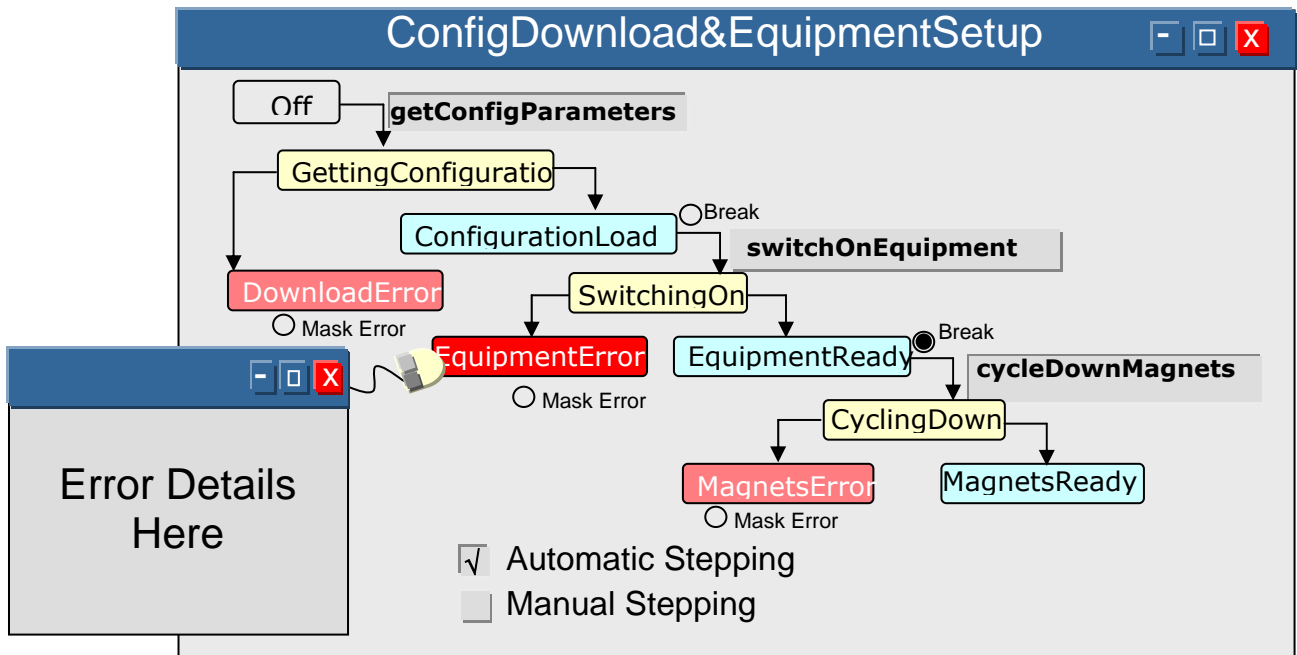 ConfigDownload&EquipmentSetup
- X
Off
getConfigParameters
GettingConfiguratio
Break
ConfigurationLoad
switchOnEquipment
DownloadError
SwitchingOn
Mask Error
Break
EquipmentError
EquipmentReady
cycleDownMagnets
- X
Mask Error
CyclingDown
Error Details
Here
MagnetsError
MagnetsReady
Mask Error
√ Automatic Stepping
Manual Stepping